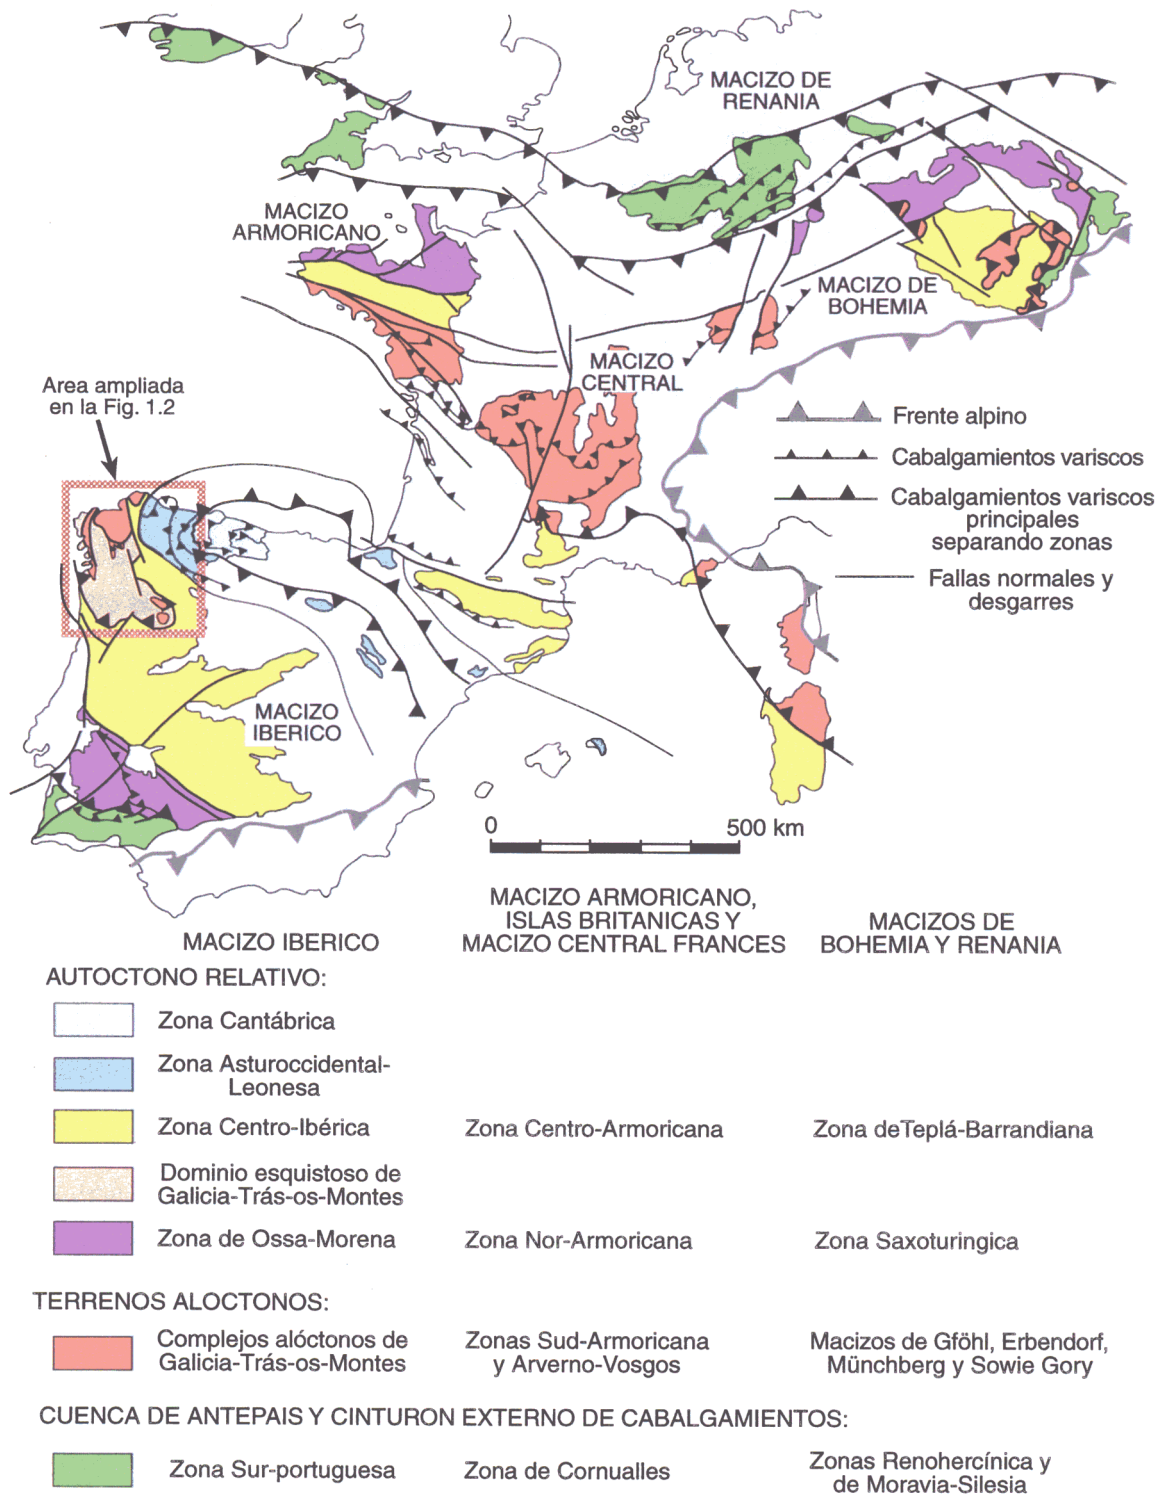 MACIZO DE
RENANIA
MACIZO
ARMORICANO
MACIZO DE
BOHEMIA
MACIZO
CENTRAL
Area ampliada
en la Fig. 1.2
Frente alpino
Cabalgamientos variscos
Cabalgamientos variscos
principales
separando zonas
Fallas normales y
desgarres
MACIZO
IBERICO
0
500 km
MACIZO IBERICO
MACIZO ARMORICANO,
ISLAS BRITANICAS Y
MACIZO CENTRAL FRANCES
MACIZOS DE
BOHEMIA Y RENANIA
AUTOCTONO RELATIVO:
Zona Cantábrica
Zona Asturoccidental-
Leonesa
Zona Centro-Ibérica
Zona Centro-Armoricana
Zona deTeplá-Barrandiana
Dominio esquistoso de
Galicia-Trás-os-Montes
Zona de Ossa-Morena
Zona Nor-Armoricana
Zona Saxoturingica
TERRENOS ALOCTONOS:
Complejos alóctonos de
Galicia-Trás-os-Montes
Zonas Sud-Armoricana
y Arverno-Vosgos
Macizos de Gföhl, Erbendorf,
Münchberg y Sowie Gory
CUENCA DE ANTEPAIS Y CINTURON EXTERNO DE CABALGAMIENTOS:
Zona Sur-portuguesa
Zona de Cornualles
Zonas Renohercínica y
de Moravia-Silesia